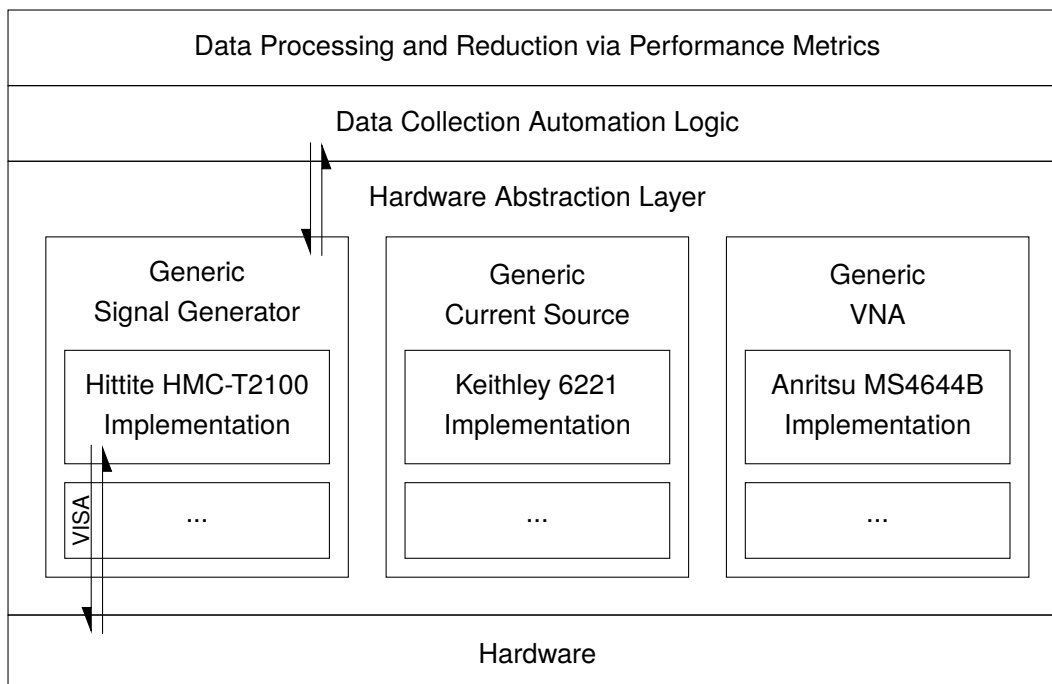 Data Processing and Reduction via Performance Metrics
Data Collection Automation Logic
Hardware Abstraction Layer
Generic
Signal Generator
Hittite HMC-T2100
Implementation
...
VISA
Generic
Current Source
Keithley 6221
Implementation
...
Generic
VNA
Anritsu MS4644B
Implementation
...
Hardware